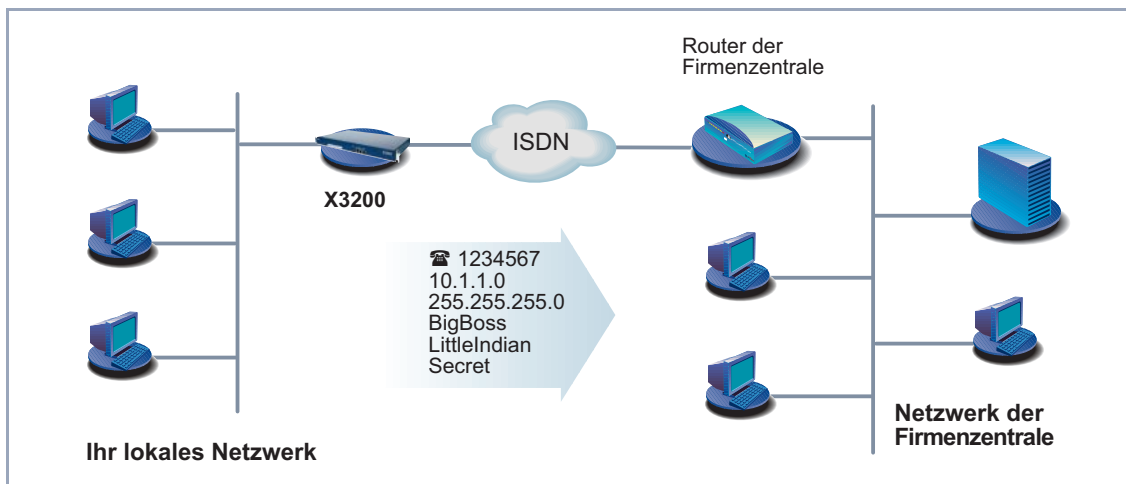 Router der
Firmenzentrale
ISDN
X3200
☎ 1234567
10.1.1.0
255.255.255.0
BigBoss
LittleIndian
Secret
Ihr lokales Netzwerk
Netzwerk der
Firmenzentrale